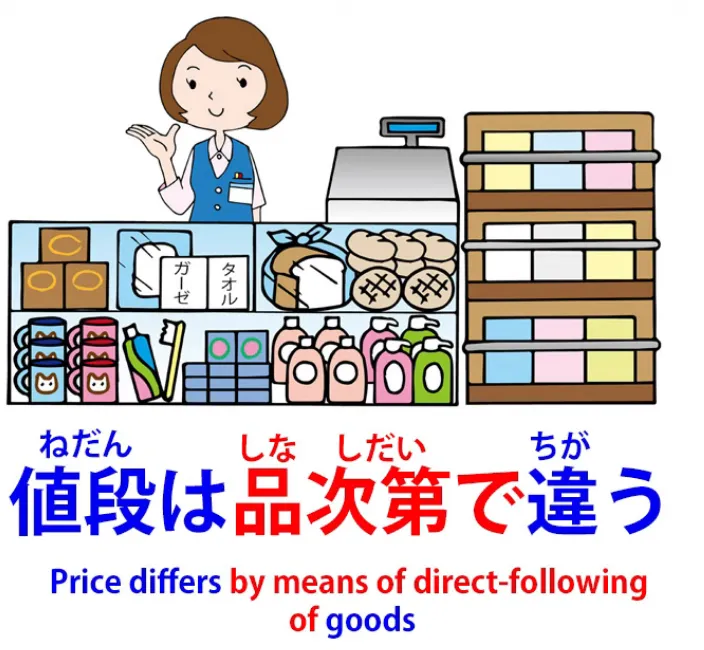 ガーゼ
タオル
ねだん しな しだい ちが
値段は品次第で違う
Price differs by means of direct-following
of goods